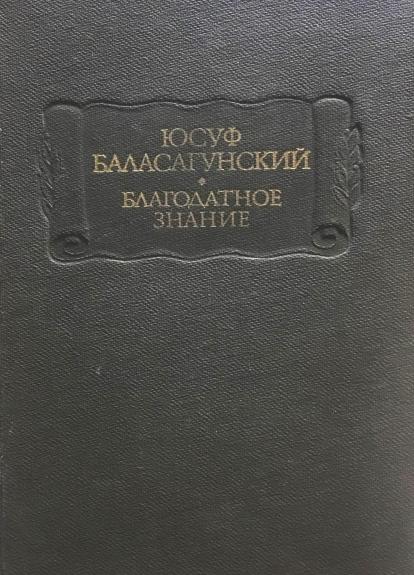 ЮСУФ
БАЛАСАГУНСКИЙ
•
БЛАГОДАТНОЕ
ЗНАНИЕ